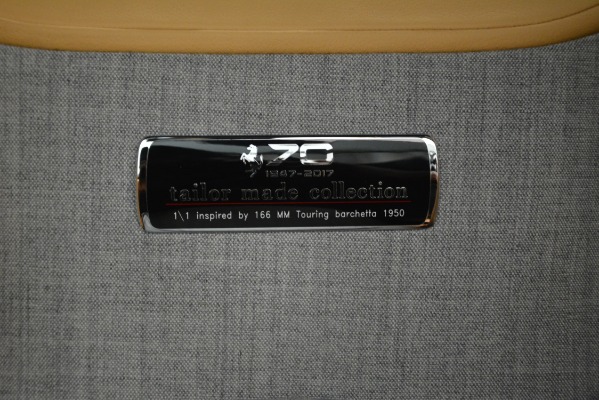 70
1947-2017
tailor made collection
1\1 inspired by 166 MM Touring barchetta 1950